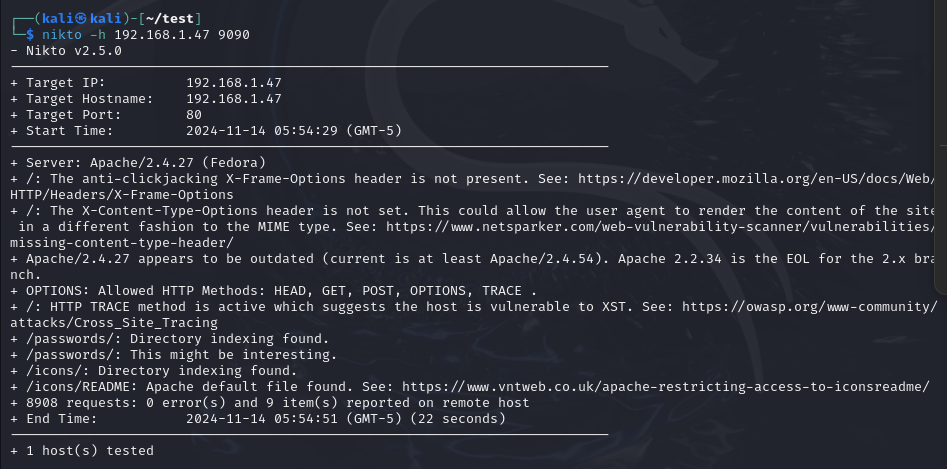 ┌──(kali㉿kali)-[~/test]
└─$ nikto -h 192.168.1.47 9090
- Nikto v2.5.0
---------------------------------------------------------------------------
+ Target IP:          192.168.1.47
+ Target Hostname:    192.168.1.47
+ Target Port:        80
+ Start Time:         2024-11-14 05:54:29 (GMT-5)
---------------------------------------------------------------------------
+ Server: Apache/2.4.27 (Fedora)
+ /: The anti-clickjacking X-Frame-Options header is not present. See: https://developer.mozilla.org/en-US/docs/Web/
HTTP/Headers/X-Frame-Options
+ /: The X-Content-Type-Options header is not set. This could allow the user agent to render the content of the site
 in a different fashion to the MIME type. See: https://www.netsparker.com/web-vulnerability-scanner/vulnerabilities/
missing-content-type-header/
+ Apache/2.4.27 appears to be outdated (current is at least Apache/2.4.54). Apache 2.2.34 is the EOL for the 2.x bra
nch.
+ OPTIONS: Allowed HTTP Methods: HEAD, GET, POST, OPTIONS, TRACE .
+ /: HTTP TRACE method is active which suggests the host is vulnerable to XST. See: https://owasp.org/www-community/
attacks/Cross_Site_Tracing
+ /passwords/: Directory indexing found.
+ /passwords/: This might be interesting.
+ /icons/: Directory indexing found.
+ /icons/README: Apache default file found. See: https://www.vntweb.co.uk/apache-restricting-access-to-iconsreadme/
+ 8908 requests: 0 error(s) and 9 item(s) reported on remote host
+ End Time:           2024-11-14 05:54:51 (GMT-5) (22 seconds)
---------------------------------------------------------------------------
+ 1 host(s) tested